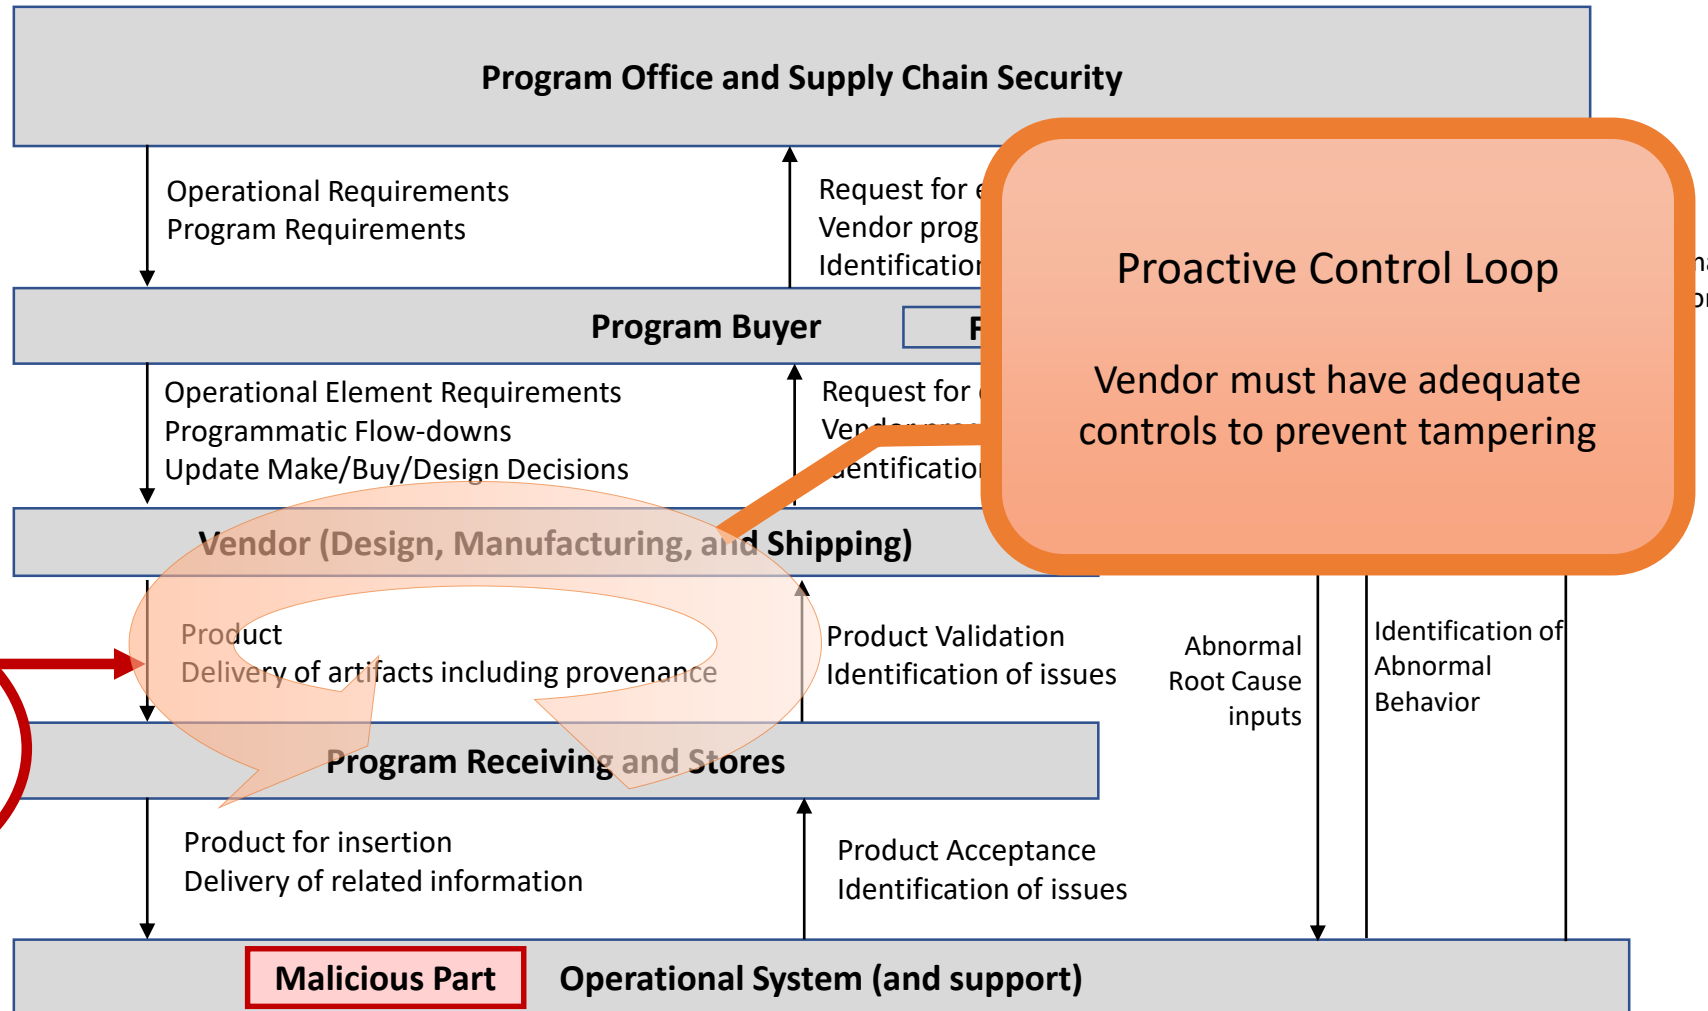 Program Office and Supply Chain Security
Operational Requirements
Program Requirements
Request for
Vendor
Identification
Proactive Control Loop
Vendor must have adequate
controls to prevent tampering
Program Buyer
Operational Element Requirements
Programmatic Flow-downs
Update Make/Buy/Design Decisions
Request for
Vendor
Vendor (Design, Manufacturing, and Shipping)
Product
Delivery of artifacts including provenance
Product Validation
Identification of issues
Abnormal
Root Cause
inputs
Identification of
Abnormal
Behavior
Program Receiving and Stores
Product for insertion
Delivery of related information
Product Acceptance
Identification of issues
Malicious Part
Operational System (and support)